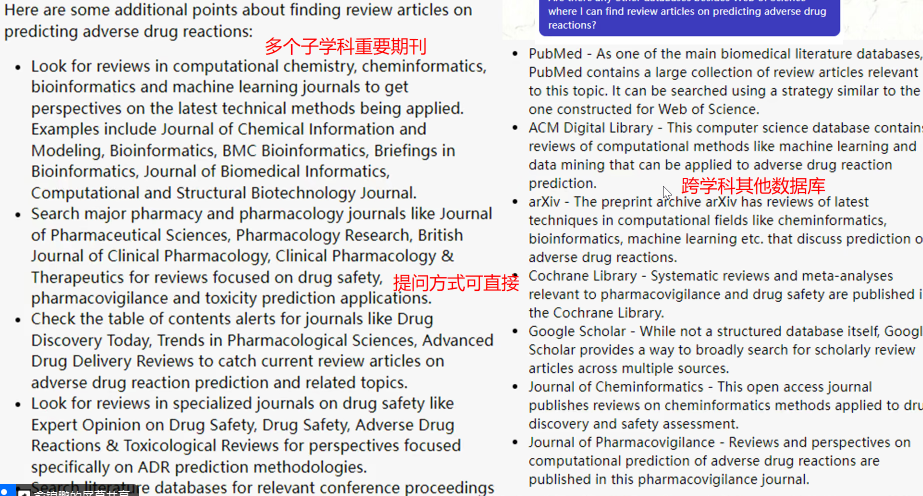 Here are some additional points about finding review articles on
predicting adverse drug reactions:
多个子学科重要期刊
Look for reviews in computational chemistry, cheminformatics,
bioinformatics and machine learning journals to get
perspectives on the latest technical methods being applied.
Examples include Journal of Chemical Information and
Modeling, Bioinformatics, BMC Bioinformatics, Briefings in
Bioinformatics, Journal of Biomedical Informatics,
Computational and Structural Biotechnology Journal.
Search major pharmacy and pharmacology journals like Journal
of Pharmaceutical Sciences, Pharmacology Research, British
Journal of Clinical Pharmacology, Clinical Pharmacology &
Therapeutics for reviews focused on drug safety,
提问方式可直接
pharmacovigilance and toxicity prediction applications.
Check the table of contents alerts for journals like Drug
Discovery Today, Trends in Pharmacological Sciences, Advanced
Drug Delivery Reviews to catch current review articles on
adverse drug reaction prediction and related topics.
Look for reviews in specialized journals on drug safety like
Expert Opinion on Drug Safety, Drug Safety, Adverse Drug
Reactions & Toxicological Reviews for perspectives focused
specifically on ADR prediction methodologies.
Search literature databases for relevant conference proceedings
的屏幕共享
where I can find review articles on predicting adverse drug
reactions?
PubMed - As one of the main biomedical literature databases,
PubMed contains a large collection of review articles relevant
to this topic. It can be searched using a strategy similar to the
one constructed for Web of Science.
ACM Digital Library - This computer science database contains
reviews of computational methods like machine learning and
data mining that can be applied to adverse drug reaction
prediction.
跨学科其他数据库
arXiv - The preprint archive arXiv has reviews of latest
techniques in computational fields like cheminformatics,
bioinformatics, machine learning etc. that discuss prediction o
adverse drug reactions.
Cochrane Library - Systematic reviews and meta-analyses
relevant to pharmacovigilance and drug safety are published i
the Cochrane Library.
Google Scholar - While not a structured database itself, Googl
Scholar provides a way to broadly search for scholarly review
articles across multiple sources.
Journal of Cheminformatics - This open access journal
publishes reviews on cheminformatics methods applied to dru
discovery and safety assessment.
Journal of Pharmacovigilance - Reviews and perspectives on
computational prediction of adverse drug reactions are
published in this pharmacovigilance journal.